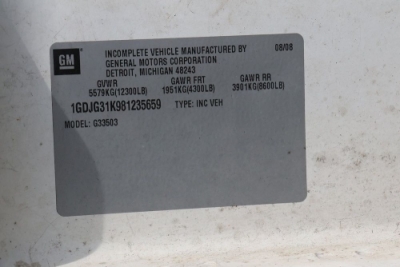 GM
INCOMPLETE VEHICLE MANUFACTURED BY 08/08
GENERAL MOTORS CORPORATION
DETROIT, MICHIGAN 48243
GVWR GAWR FRT GAWR RR
5579KG(12300LB) 1951KG(4300LB) 3901KG(8600LB)
1GDJG31K981235659 TYPE: INC VEH
MODEL: G33503